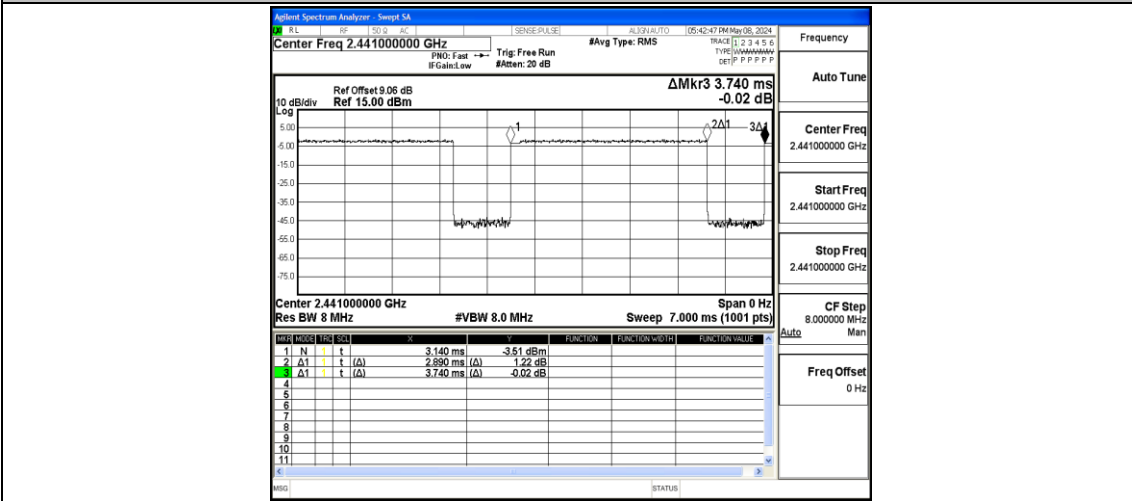 Agilent Spectrum Analyzer - Swept SA
RL RF 50 Ω AC SENSE:PULSE ALIGN AUTO 05:42:47 PM May 08, 2024
Center Freq 2.441000000 GHz #Avg Type: RMS TRACE 1 2 3 4 5 6
PNO: Fast Trig: Free Run TYPE
IFGain:Low #Atten: 20 dB DET P P P P P P
Frequency
Auto Tune
Center Freq
2.441000000 GHz
Start Freq
2.441000000 GHz
Stop Freq
2.441000000 GHz
CF Step
8.000000 MHz
Auto Man
Freq Offset
0 Hz
ΔMkr3 3.740 ms
-0.02 dB
Ref Offset 9.06 dB
10 dB/div Ref 15.00 dBm
Log
1 2Δ1 3Δ1
5.00
-5.00
-15.0
-25.0
-35.0
-45.0
-55.0
-65.0
-75.0
Center 2.441000000 GHz Span 0 Hz
Res BW 8 MHz #VBW 8.0 MHz Sweep 7.000 ms (1001 pts)
MKR MODE TRC SCL X Y FUNCTION FUNCTION WIDTH FUNCTION VALUE
1 N 1 t 3.140 ms -3.51 dBm
2 Δ1 1 t (Δ) 2.890 ms (Δ) 1.22 dB
3 Δ1 1 t (Δ) 3.740 ms (Δ) -0.02 dB
4
5
6
7
8
9
10
11
MSG STATUS